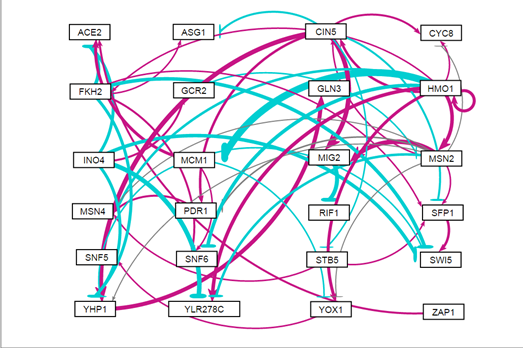 ACE2 ASG1 CIN5 CYC8
FKH2 GCR2 GLN3 HMO1
INO4 MCM1 MIG2 MSN2
MSN4 PDR1 RIF1 SFP1
SNF5 SNF6 STB5 SWI5
YHP1 YLR278C YOX1 ZAP1